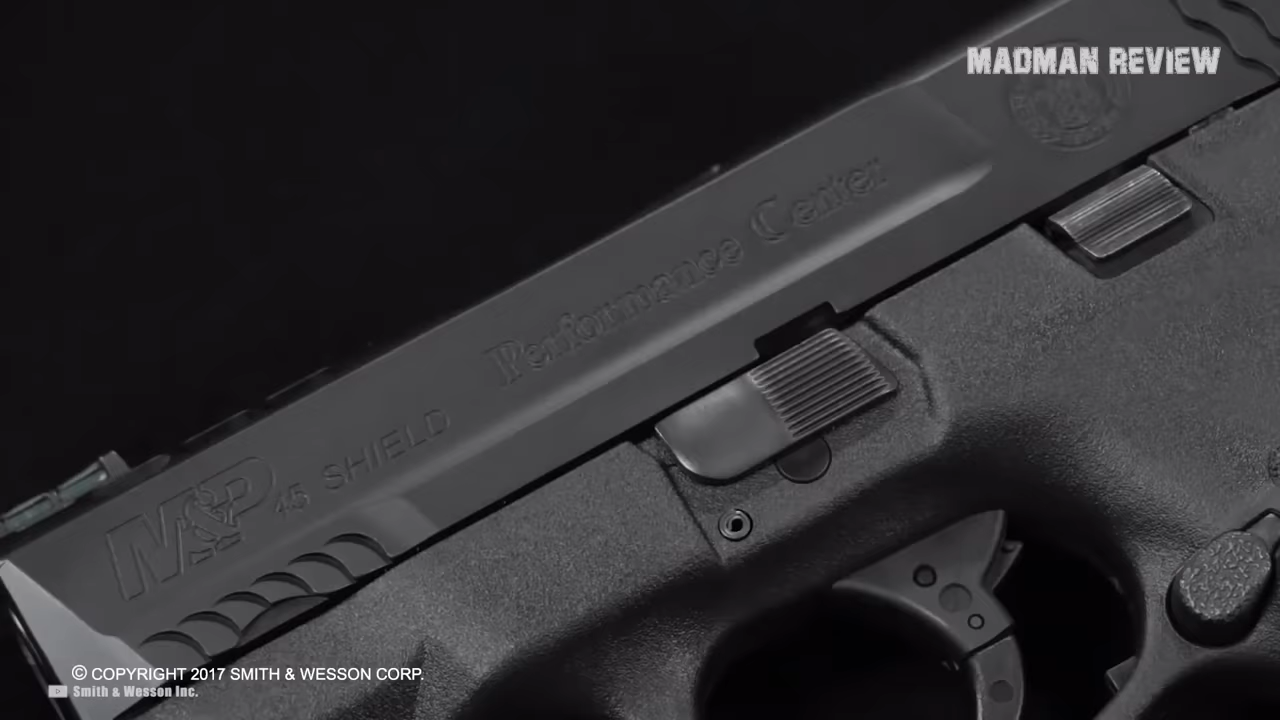 MADMAN REVIEW
Performance Center
M&P 45 SHIELD
© COPYRIGHT 2017 SMITH & WESSON CORP.
Smith & Wesson Inc.